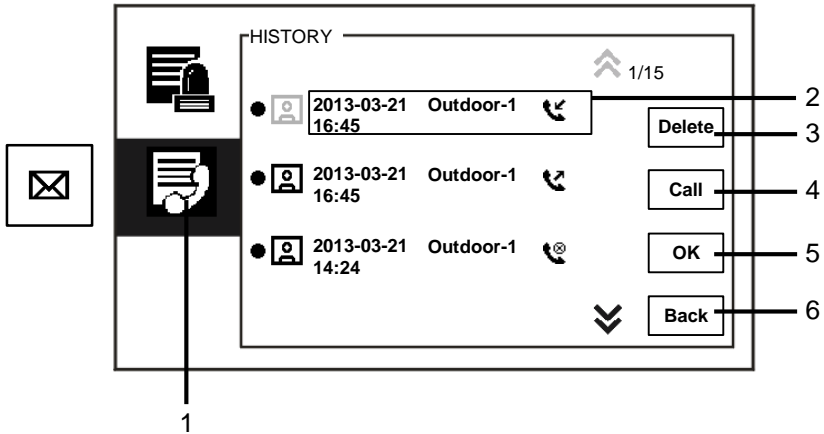 HISTORY
1/15
2013-03-21 Outdoor-1
16:45
2
Delete
3
2013-03-21 Outdoor-1
16:45
Call
4
2013-03-21 Outdoor-1
14:24
OK
5
Back
6
1